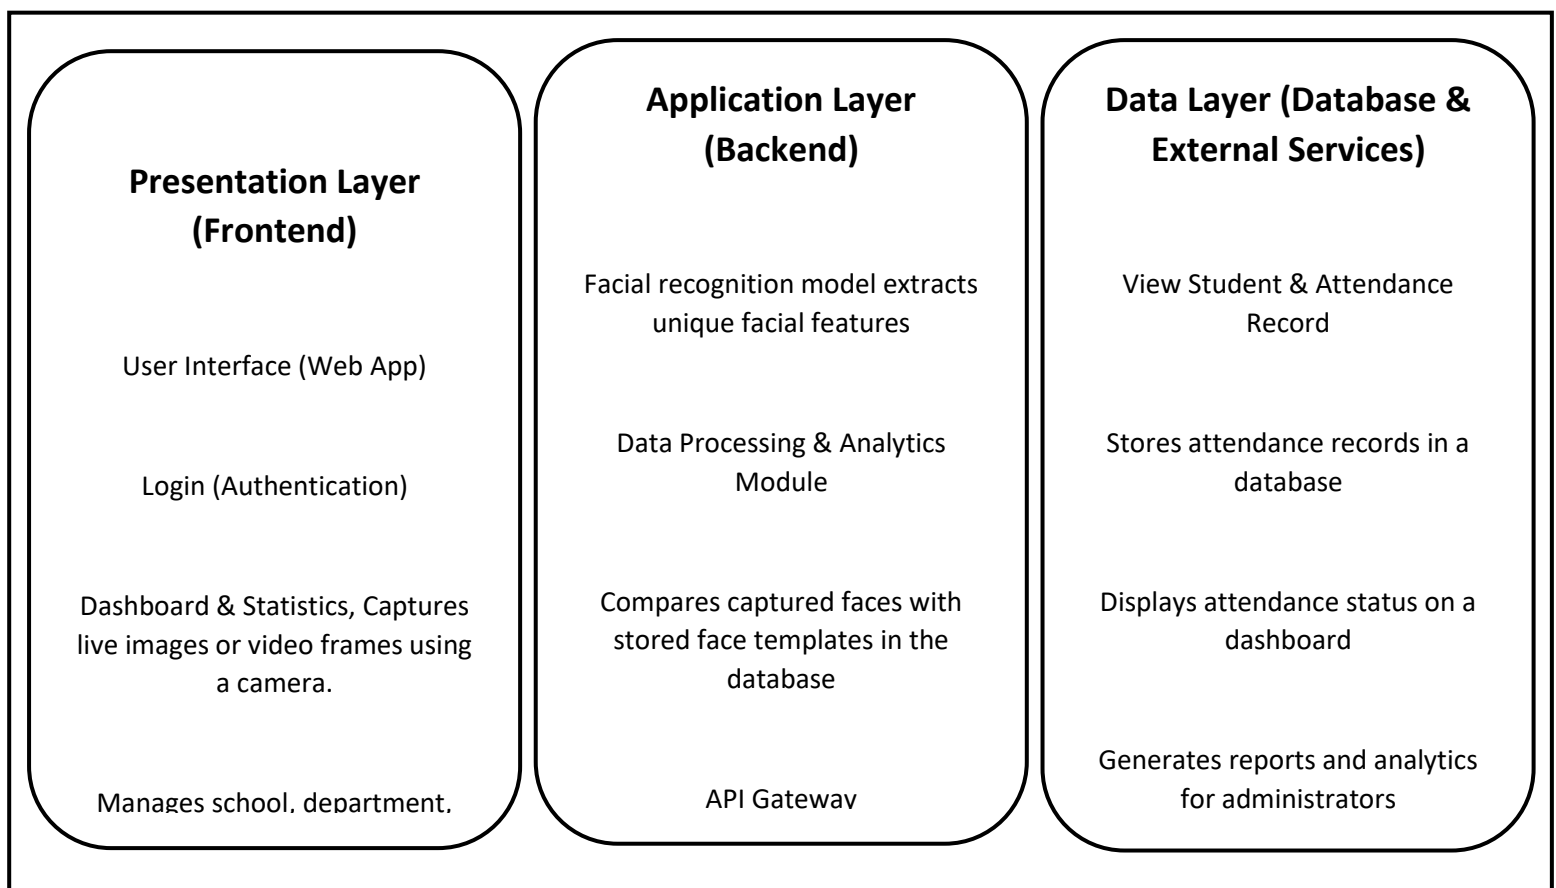 Presentation Layer
(Frontend)
User Interface (Web App)
Login (Authentication)
Dashboard & Statistics, Captures
live images or video frames using
a camera.
Manages school, department,
Application Layer
(Backend)
Facial recognition model extracts
unique facial features
Data Processing & Analytics
Module
Compares captured faces with
stored face templates in the
database
API Gateway
Data Layer (Database &
External Services)
View Student & Attendance
Record
Stores attendance records in a
database
Displays attendance status on a
dashboard
Generates reports and analytics
for administrators